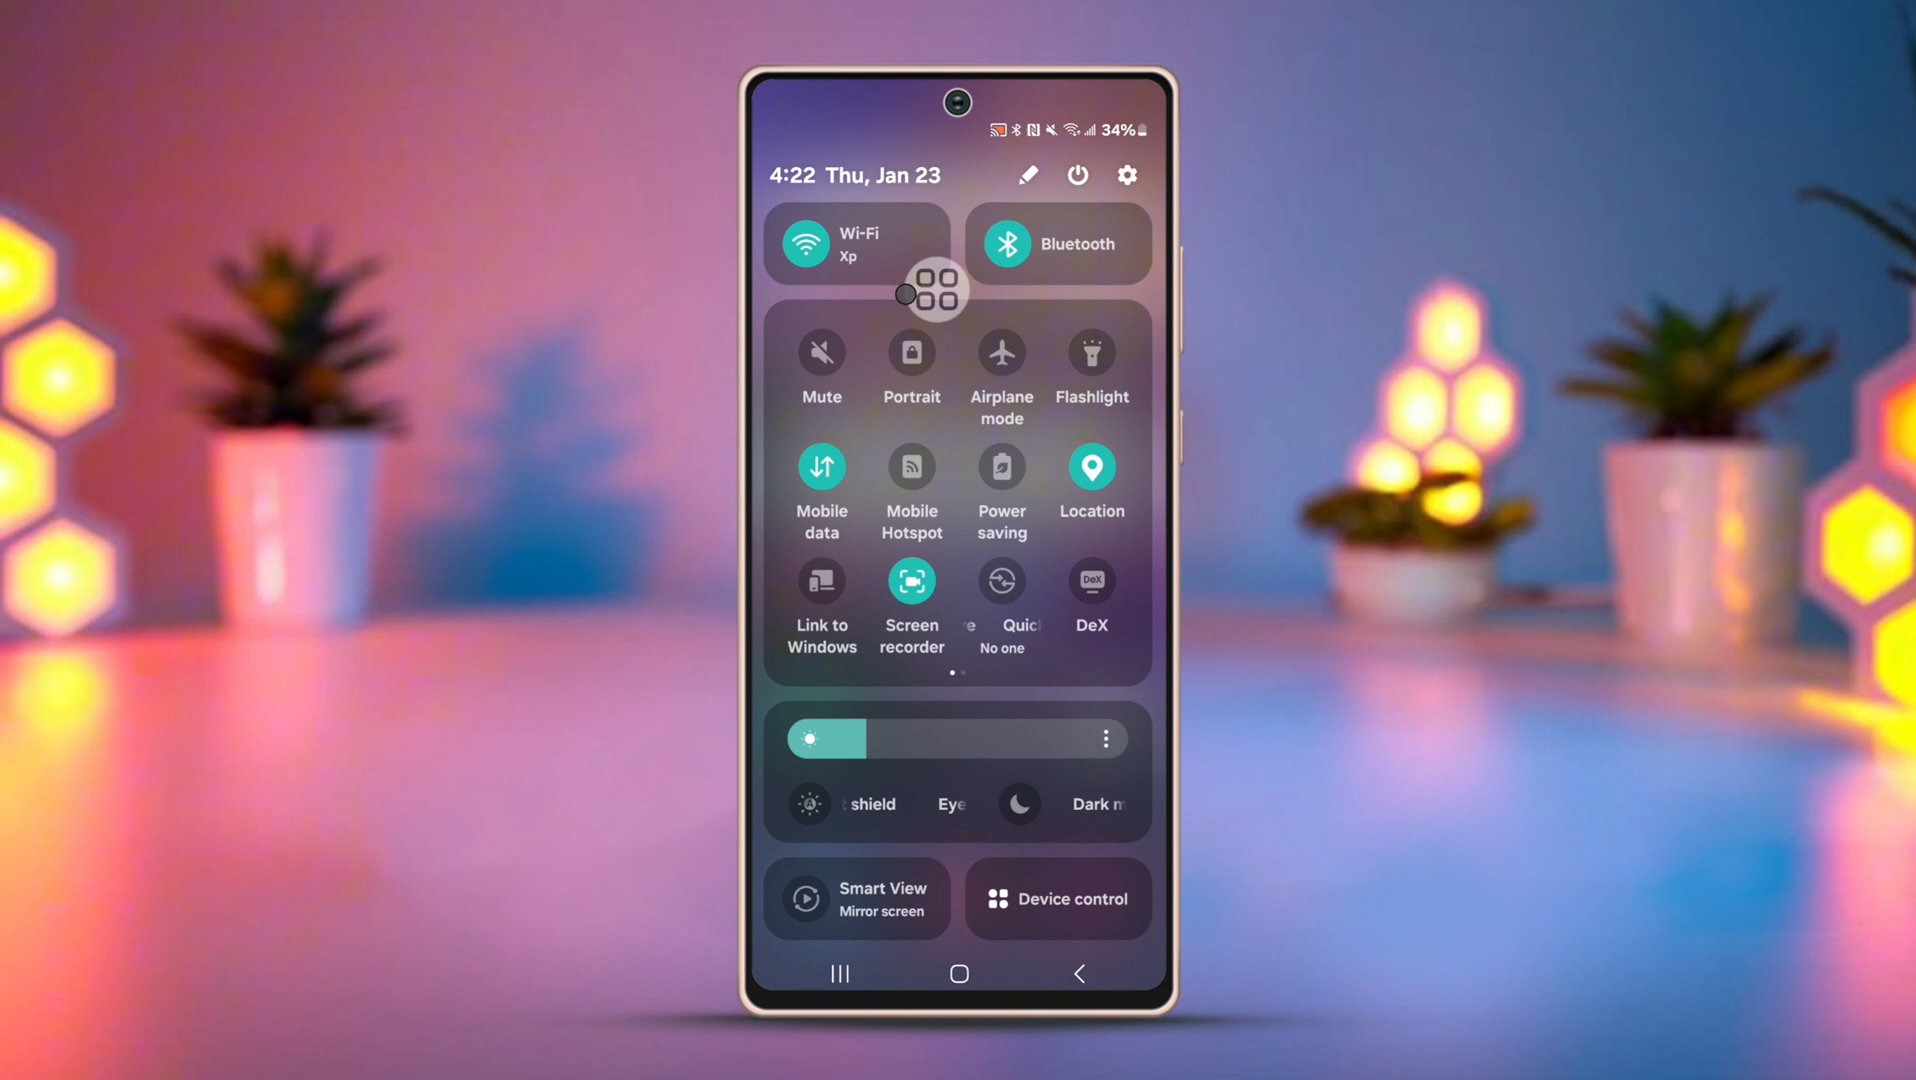 34%
4:22 Thu, Jan 23
Wi-Fi
Xp
Bluetooth
Mute
Portrait
Airplane
mode
Flashlight
Mobile
data
Mobile
Hotspot
Power
saving
Location
Link to
Windows
Screen
recorder
e Quic
No one
DeX
DeX
shield Eye
Dark m
Smart View
Mirror screen
Device control